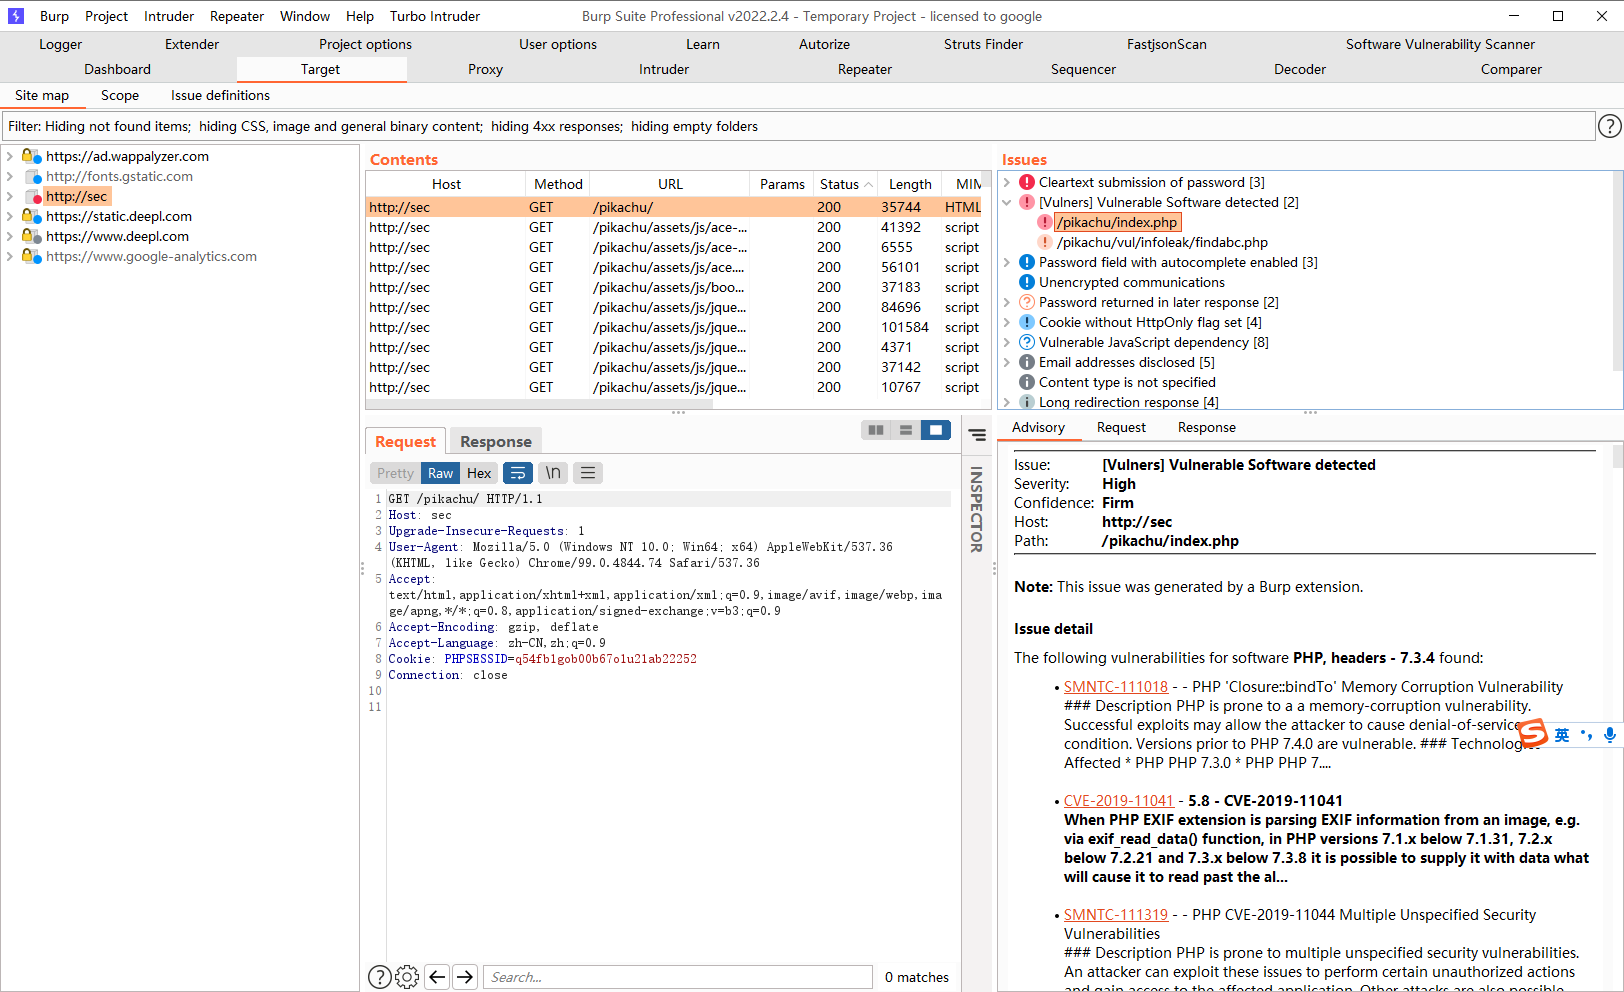 Burp Project Intruder Repeater Window Help Turbo Intruder Burp Suite Professional v2022.2.4 - Temporary Project - licensed to google
Logger Extender Project options User options Learn Autorize Struts Finder FastjsonScan Software Vulnerability Scanner
Dashboard Target Proxy Intruder Repeater Sequencer Decoder Comparer
Site map Scope Issue definitions
Filter: Hiding not found items; hiding CSS, image and general binary content; hiding 4xx responses; hiding empty folders ?
https://ad.wappalyzer.com
http://fonts.gstatic.com
http://sec
https://static.deepl.com
https://www.deepl.com
https://www.google-analytics.com
Contents
Host Method URL Params Status Length MIM
http://sec GET /pikachu/ 200 35744 HTML
http://sec GET /pikachu/assets/js/ace-... 200 41392 script
http://sec GET /pikachu/assets/js/ace-... 200 6555 script
http://sec GET /pikachu/assets/js/ace.... 200 56101 script
http://sec GET /pikachu/assets/js/boo... 200 37183 script
http://sec GET /pikachu/assets/js/jque... 200 84696 script
http://sec GET /pikachu/assets/js/jque... 200 101584 script
http://sec GET /pikachu/assets/js/jque... 200 4371 script
http://sec GET /pikachu/assets/js/jque... 200 37142 script
http://sec GET /pikachu/assets/js/jque... 200 10767 script
Issues
Cleartext submission of password [3]
[Vulners] Vulnerable Software detected [2]
/pikachu/index.php
/pikachu/vul/infoleak/findabc.php
Password field with autocomplete enabled [3]
Unencrypted communications
Password returned in later response [2]
Cookie without HttpOnly flag set [4]
Vulnerable JavaScript dependency [8]
Email addresses disclosed [5]
Content type is not specified
Long redirection response [4]
Request Response
Pretty Raw Hex \n
1 GET /pikachu/ HTTP/1.1
2 Host: sec
3 Upgrade-Insecure-Requests: 1
4 User-Agent: Mozilla/5.0 (Windows NT 10.0; Win64; x64) AppleWebKit/537.36
(KHTML, like Gecko) Chrome/99.0.4844.74 Safari/537.36
5 Accept:
text/html,application/xhtml+xml,application/xml;q=0.9,image/avif,image/webp,ima
ge/apng,*/*;q=0.8,application/signed-exchange;v=b3;q=0.9
6 Accept-Encoding: gzip, deflate
7 Accept-Language: zh-CN,zh;q=0.9
8 Cookie: PHPSESSID=q54fb1gob00b67o1u21ab22252
9 Connection: close
10
11
? Search... 0 matches
INSPECTOR
Advisory Request Response
Issue: [Vulners] Vulnerable Software detected
Severity: High
Confidence: Firm
Host: http://sec
Path: /pikachu/index.php
Note: This issue was generated by a Burp extension.
Issue detail
The following vulnerabilities for software PHP, headers - 7.3.4 found:
• SMNTC-111018 - - PHP 'Closure::bindTo' Memory Corruption Vulnerability
### Description PHP is prone to a a memory-corruption vulnerability.
Successful exploits may allow the attacker to cause denial-of-service
condition. Versions prior to PHP 7.4.0 are vulnerable. ### Technologies
Affected * PHP PHP 7.3.0 * PHP PHP 7....
• CVE-2019-11041 - 5.8 - CVE-2019-11041
When PHP EXIF extension is parsing EXIF information from an image, e.g.
via exif_read_data() function, in PHP versions 7.1.x below 7.1.31, 7.2.x
below 7.2.21 and 7.3.x below 7.3.8 it is possible to supply it with data what
will cause it to read past the al...
• SMNTC-111319 - - PHP CVE-2019-11044 Multiple Unspecified Security
Vulnerabilities
### Description PHP is prone to multiple unspecified security vulnerabilities.
An attacker can exploit these issues to perform certain unauthorized actions
and gain access to the affected application. Other attacks are also possible.
S 英